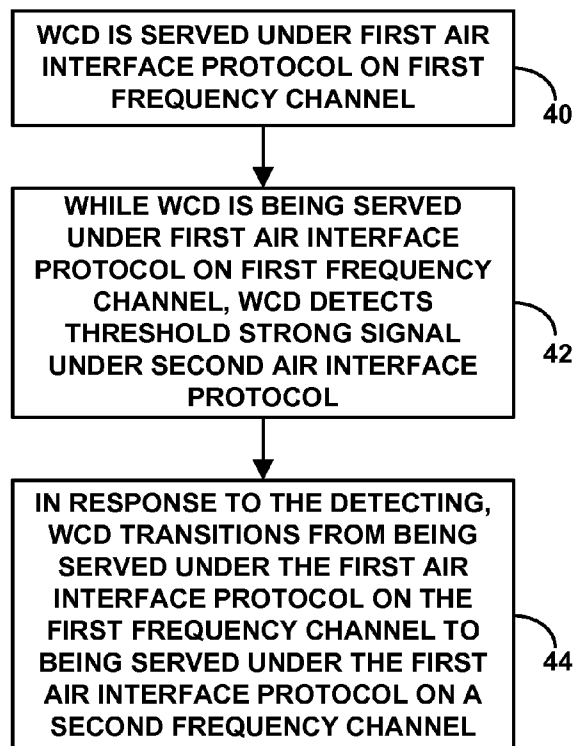 WCD IS SERVED UNDER FIRST AIR
INTERFACE PROTOCOL ON FIRST
FREQUENCY CHANNEL
40
WHILE WCD IS BEING SERVED
UNDER FIRST AIR INTERFACE
PROTOCOL ON FIRST FREQUENCY
CHANNEL, WCD DETECTS
THRESHOLD STRONG SIGNAL
UNDER SECOND AIR INTERFACE
PROTOCOL
42
IN RESPONSE TO THE DETECTING,
WCD TRANSITIONS FROM BEING
SERVED UNDER THE FIRST AIR
INTERFACE PROTOCOL ON THE
FIRST FREQUENCY CHANNEL TO
BEING SERVED UNDER THE FIRST
AIR INTERFACE PROTOCOL ON A
SECOND FREQUENCY CHANNEL
44